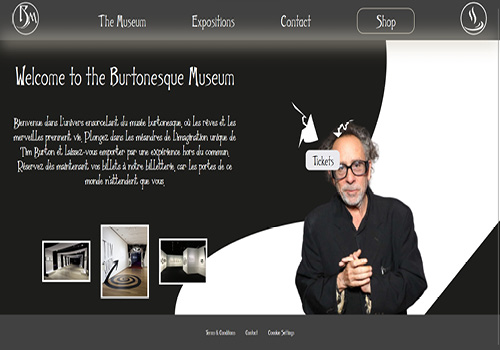 BM
The Museum
Expositions
Contact
Shop
Welcome to the Burtonesque Museum
Bienvenue dans l'univers ensorcelant du musée burtonesque, où les rêves et les
merveilles prennent vie. Plongez dans les méandres de l'imagination unique de
Tim Burton et laissez-vous emporter par une expérience hors du commun.
Réservez dès maintenant vos billets à notre billetterie, car les portes de ce
monde n'attendent que vous.
Tickets
Terms & Conditions
Contact
Cookie Settings